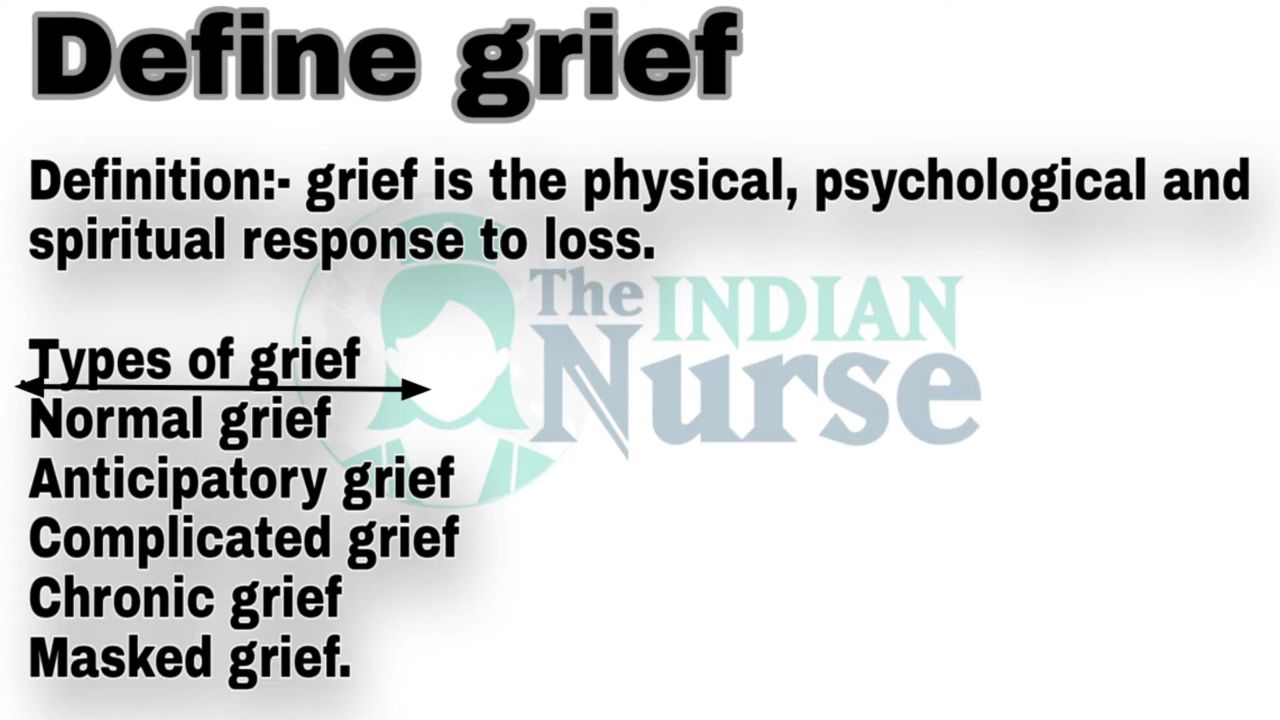 Define grief
Definition:- grief is the physical, psychological and
spiritual response to loss.
The INDIAN
Nurse
Types of grief
Normal grief
Anticipatory grief
Complicated grief
Chronic grief
Masked grief.